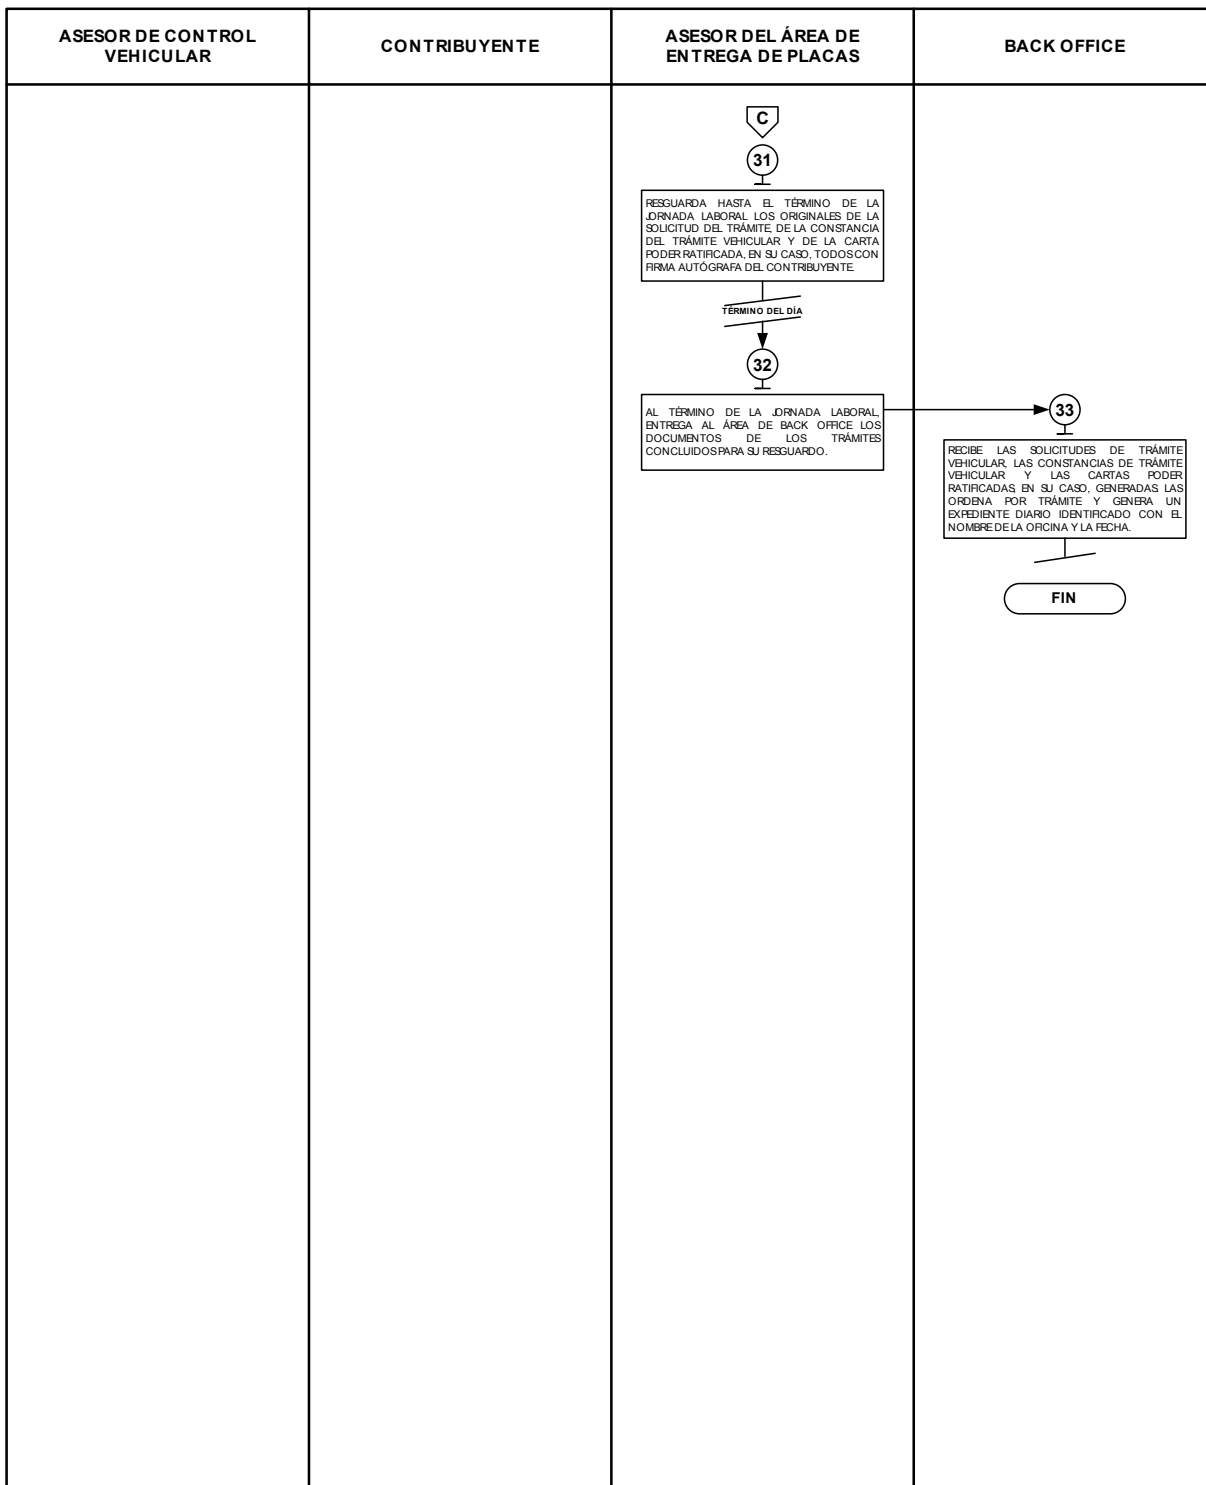 ASESOR DE CONTROL
VEHICULAR
CONTRIBUYENTE
ASESOR DEL ÁREA DE
ENTREGA DE PLACAS
BACK OFFICE
C
31
RESGUARDA HASTA EL TÉRMINO DE LA
JORNADA LABORAL LOS ORIGINALES DE LA
SOLICITUD DEL TRÁMITE, DE LA CONSTANCIA
DEL TRÁMITE VEHICULAR Y DE LA CARTA
PODER RATIFICADA, EN SU CASO, TODOS CON
FIRMA AUTÓGRAFA DEL CONTRIBUYENTE.
TÉRMINO DEL DÍA
32
AL TÉRMINO DE LA JORNADA LABORAL,
ENTREGA AL ÁREA DE BACK OFFICE LOS
DOCUMENTOS DE LOS TRÁMITES
CONCLUIDOS PARA SU RESGUARDO.
33
RECIBE LAS SOLICITUDES DE TRÁMITE
VEHICULAR, LAS CONSTANCIAS DE TRÁMITE
VEHICULAR Y LAS CARTAS PODER
RATIFICADAS, EN SU CASO, GENERADAS. LAS
ORDENA POR TRÁMITE Y GENERA UN
EXPEDIENTE DIARIO IDENTIFICADO CON EL
NOMBRE DE LA OFICINA Y LA FECHA.
FIN